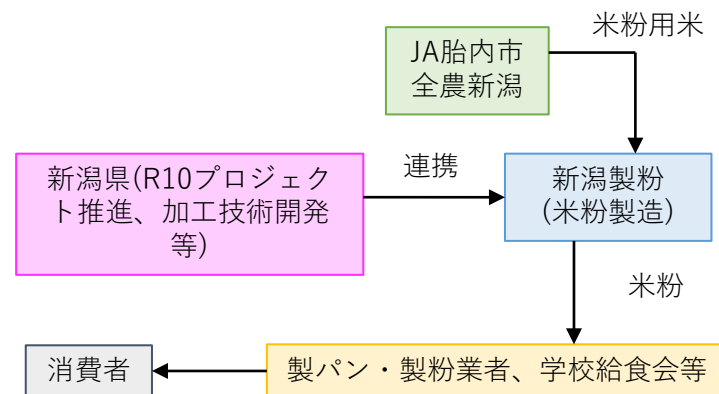 米粉用米
JA胎内市
全農新潟
連携
新潟県(R10プロジェク
ト推進、加工技術開発
等)
新潟製粉
(米粉製造)
米粉
消費者
製パン・製粉業者、学校給食会等